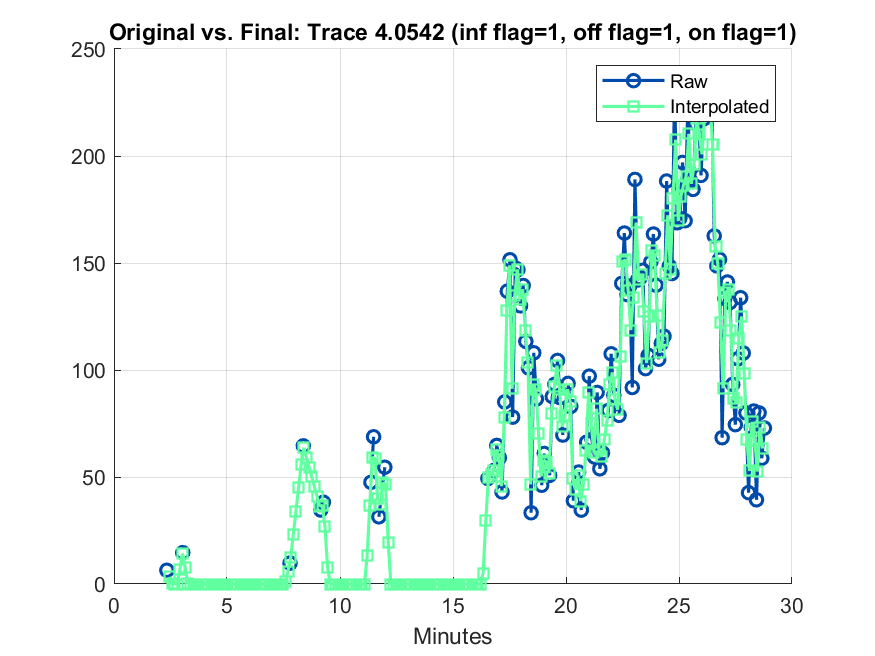 Original vs. Final: Trace 4.0542 (inf flag=1, off flag=1, on flag=1)
250
200
150
100
50
0
Raw
Interpolated
0 5 10 15 20 25 30
Minutes